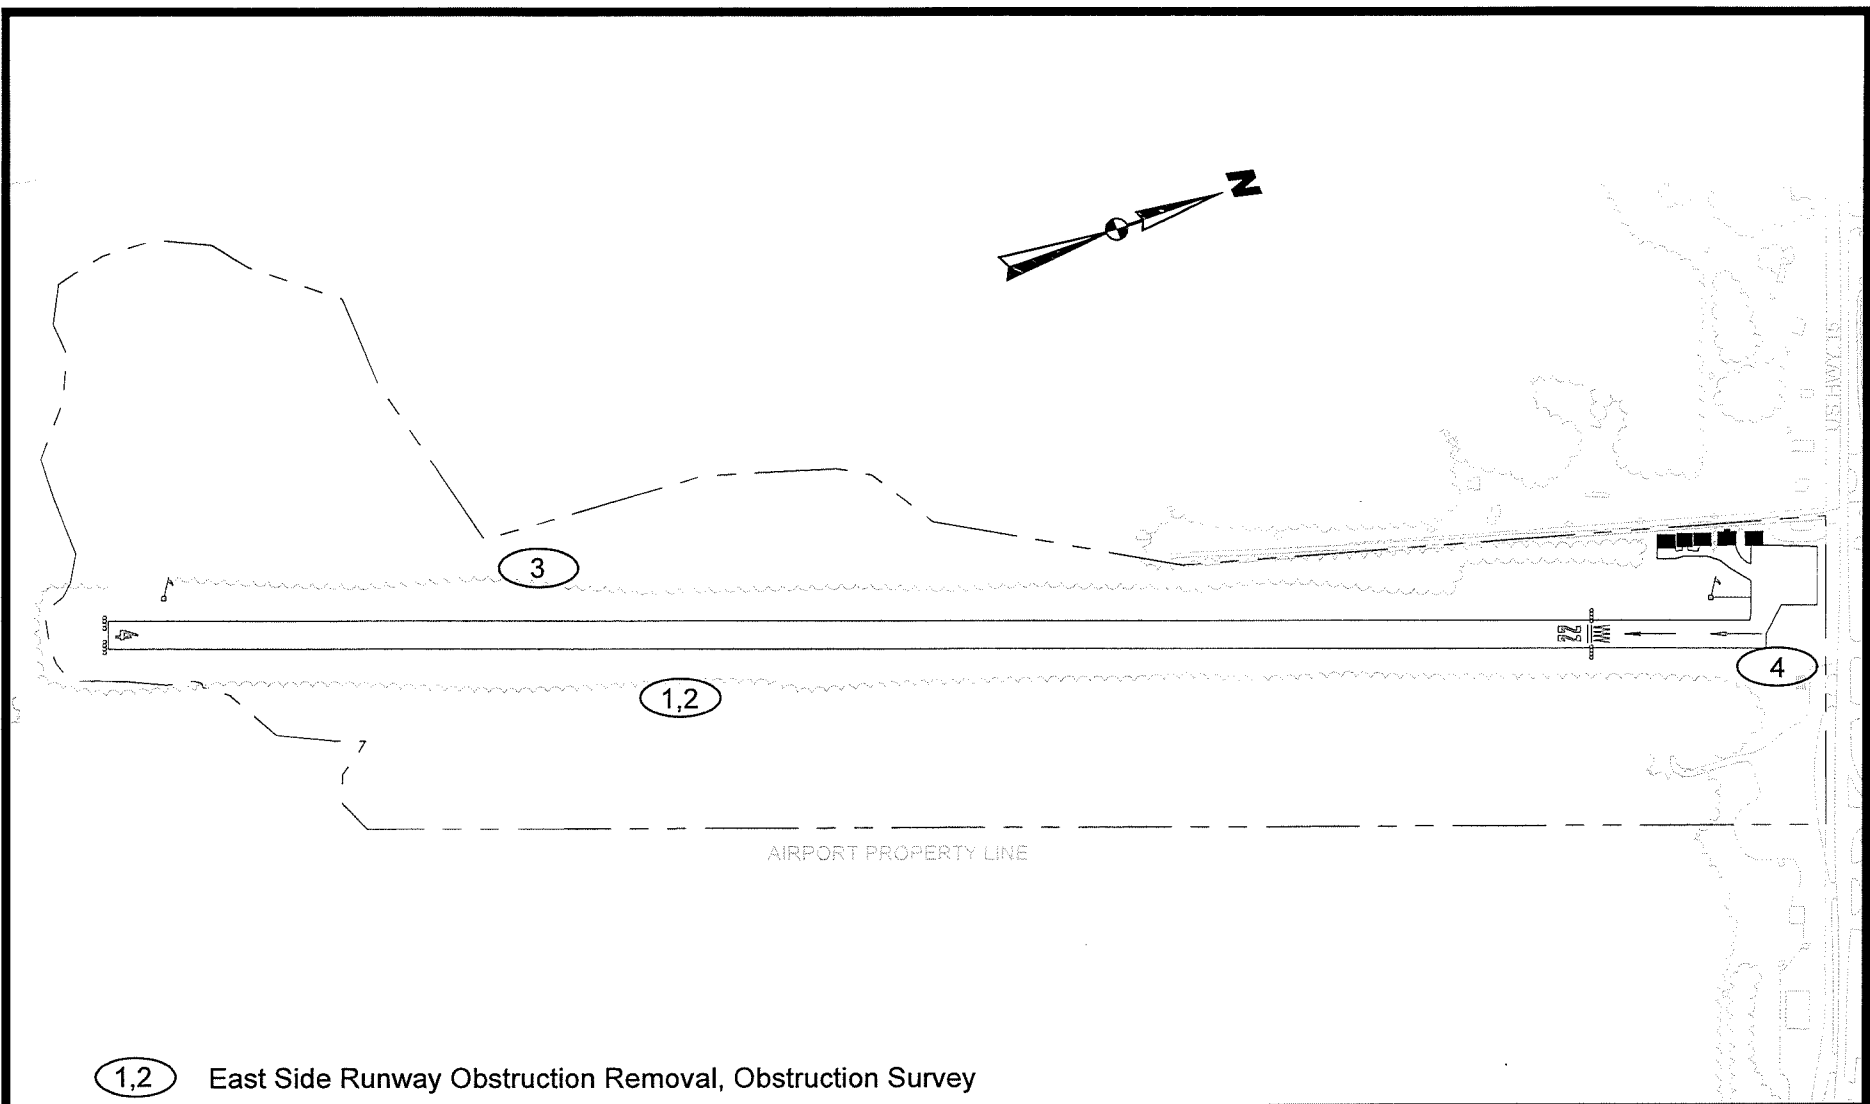 N
US HWY 15
3
4
22
4
1,2
AIRPORT PROPERTY LINE
1,2 East Side Runway Obstruction Removal, Obstruction Survey